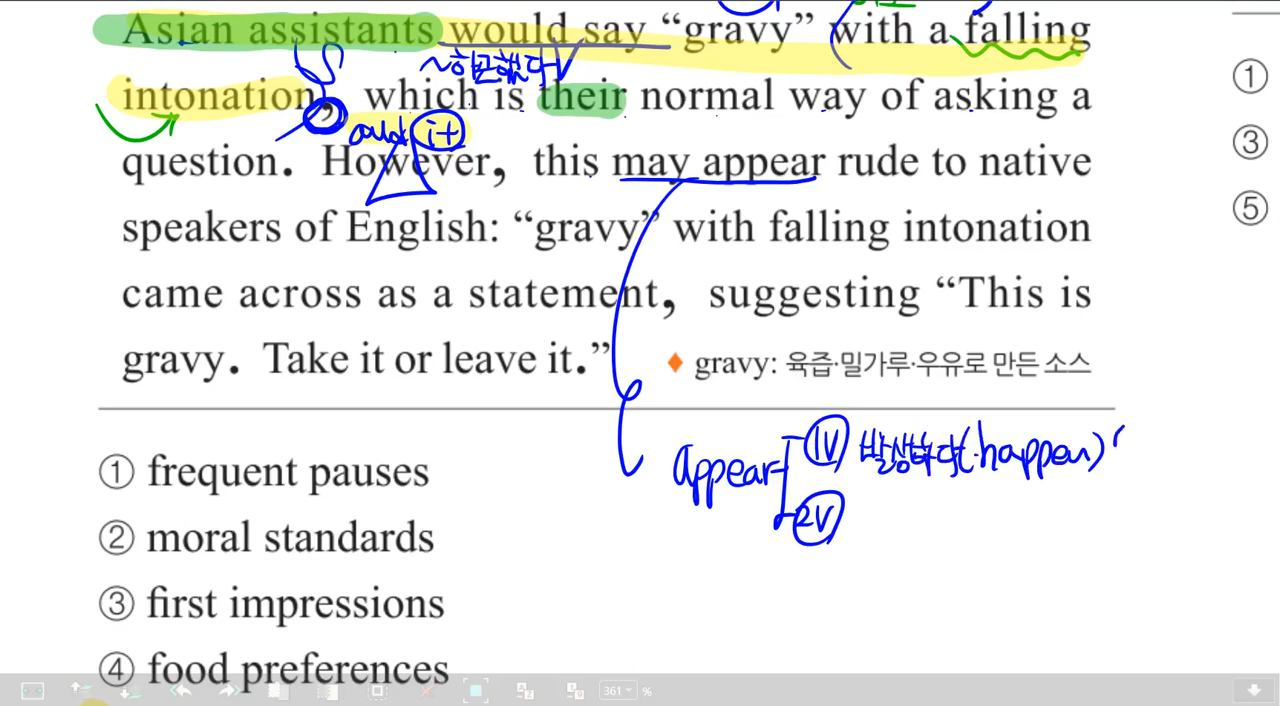 Asian assistants would say “gravy” with a falling
~하곤 했다
intonation, which is their normal way of asking a
and it
question. However, this may appear rude to native
speakers of English: “gravy” with falling intonation
came across as a statement, suggesting “This is
gravy. Take it or leave it.” ♦ gravy: 육즙·밀가루·우유로 만든 소스
appear 1V 발생하다(happen)
2V
① frequent pauses
② moral standards
③ first impressions
④ food preferences
①
③
⑤
361 %